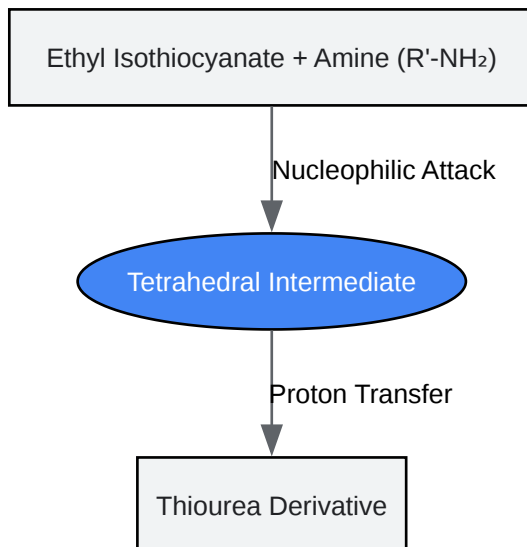 Ethyl Isothiocyanate + Amine (R'-NH₂)
Nucleophilic Attack
Tetrahedral Intermediate
Proton Transfer
Thiourea Derivative